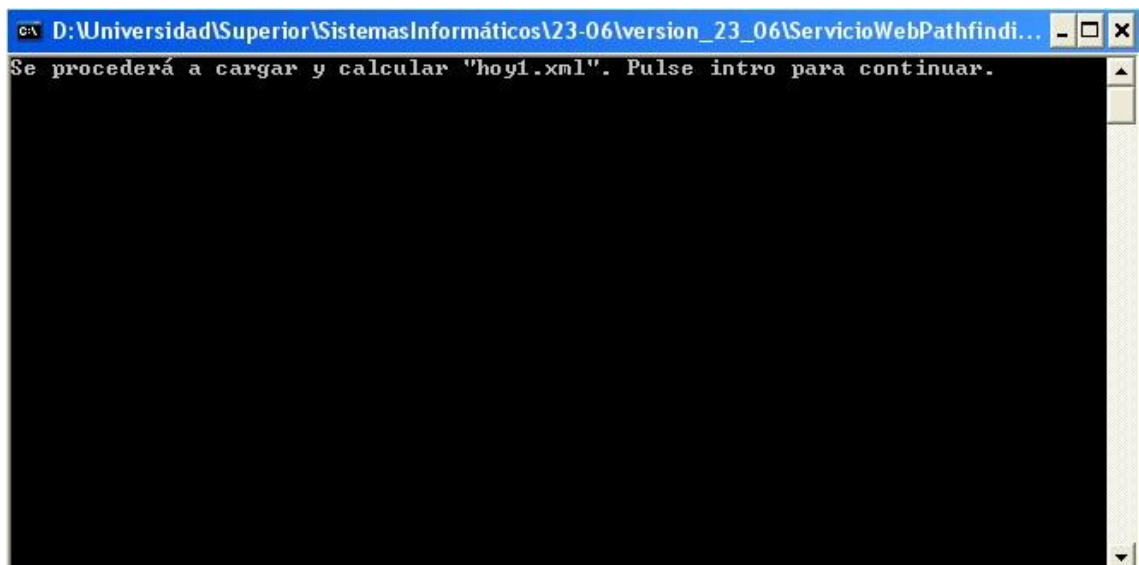 D:\Universidad\Superior\SistemasInformáticos\23-06\version_23_06\ServicioWebPathfindi...
Se procederá a cargar y calcular "hoy1.xml". Pulse intro para continuar.